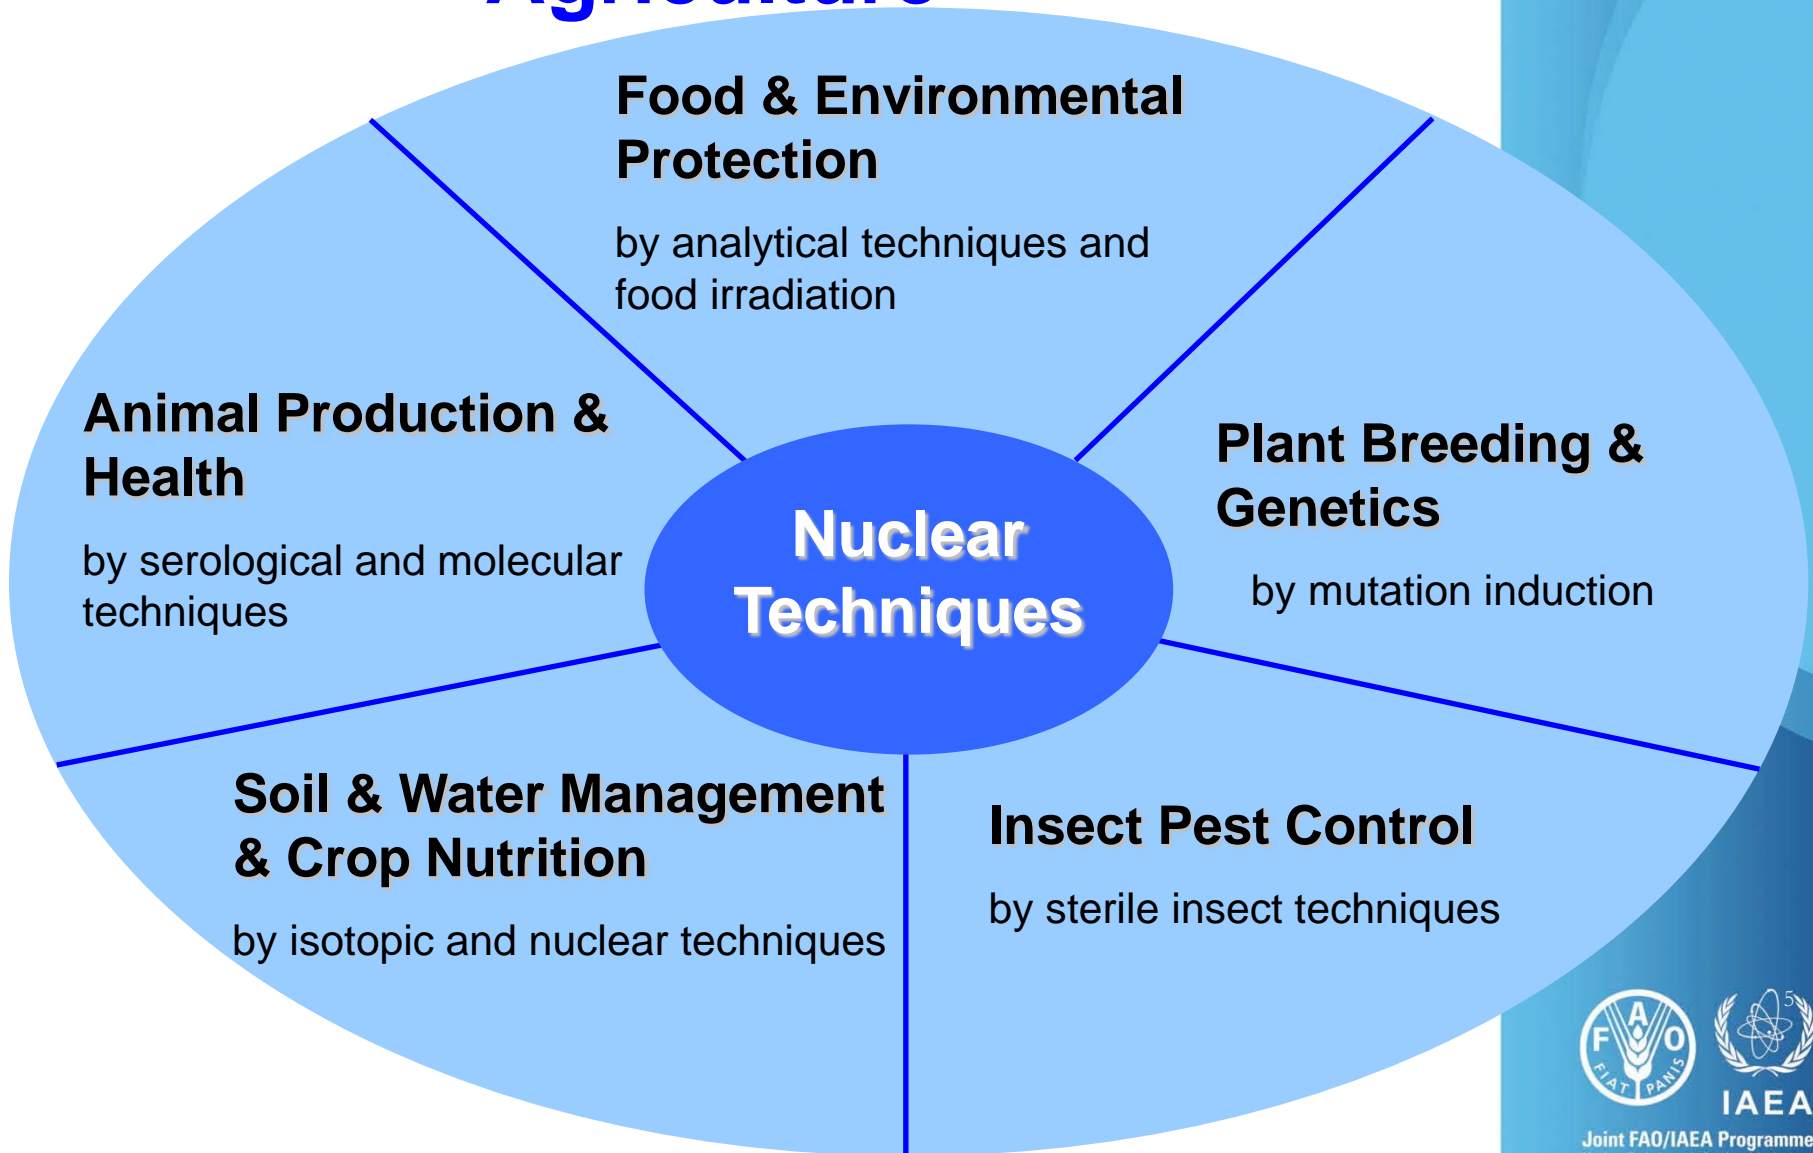 Agriculture
Food & Environmental
Protection
by analytical techniques and
food irradiation
Animal Production &
Health
by serological and molecular
techniques
Plant Breeding &
Genetics
by mutation induction
Nuclear
Techniques
Soil & Water Management
& Crop Nutrition
by isotopic and nuclear techniques
Insect Pest Control
by sterile insect techniques
5
F A O
FIAT PANIS
IAEA
Joint FAO/IAEA Programme